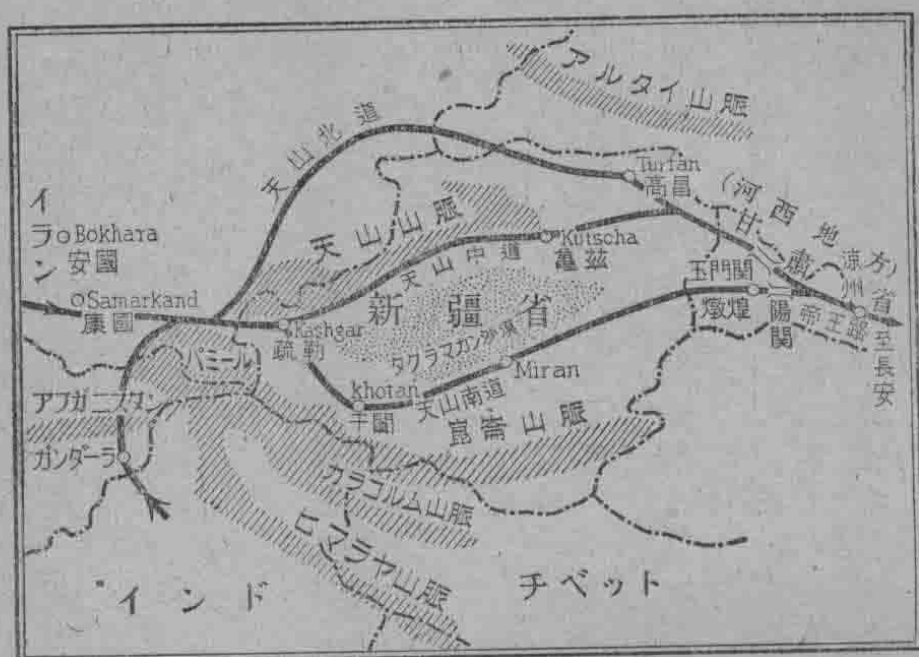 アルタイ山脈
天山北道
Turfan
高昌
(河西地方)
甘肅省
イラン
Bokhara
安國
天山山脈
天山中道
Kutscha
亀茲
玉門關
涼州
Samarkand
康國
Kashgar
疏勒
新疆省
タクラマカン沙漠
燉煌
陽関
帝王路
至長安
パミール
Miran
khotan
于闐
天山南道
崑崙山脈
アフガニスタン
ガンダーラ
カラコルム山脈
ヒマラヤ山脈
インド
チベット